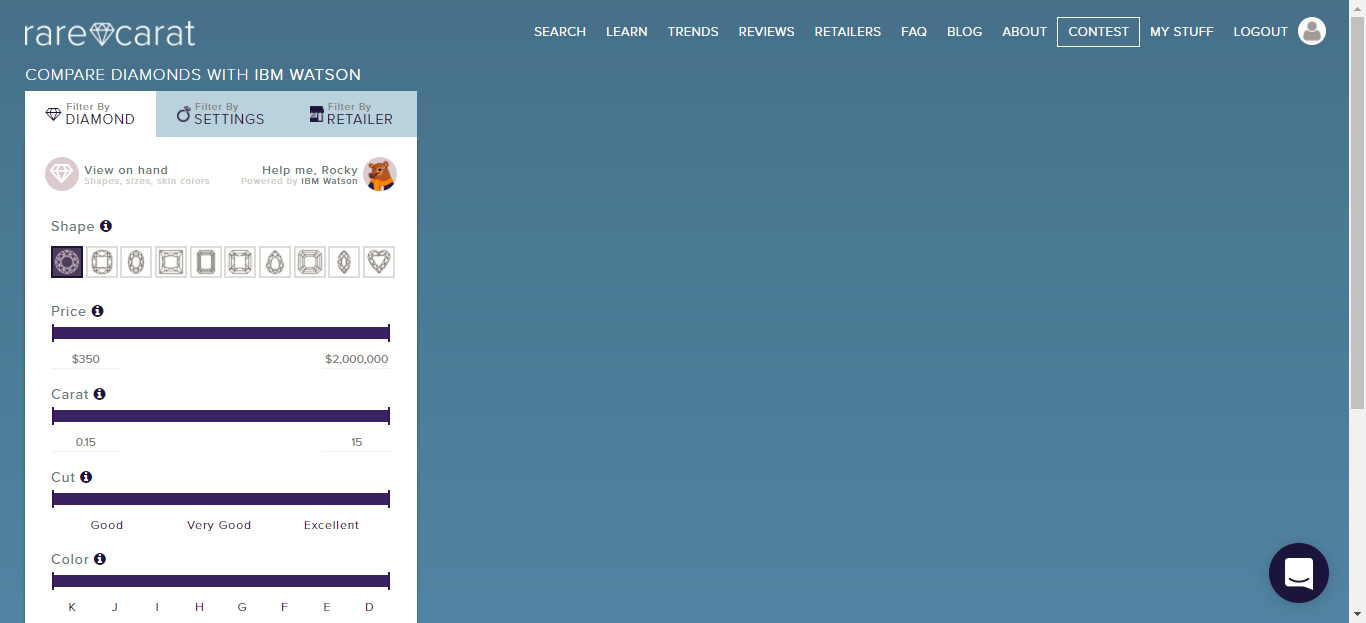 rare carat
SEARCH LEARN TRENDS REVIEWS RETAILERS FAQ BLOG ABOUT CONTEST MY STUFF LOGOUT
COMPARE DIAMONDS WITH IBM WATSON
Filter By
DIAMOND
Filter By
SETTINGS
Filter By
RETAILER
View on hand
Shapes, sizes, skin colors
Help me, Rocky
Powered by IBM Watson
Shape
Price
$350 $2,000,000
Carat
0.15 15
Cut
Good Very Good Excellent
Color
K J I H G F E D